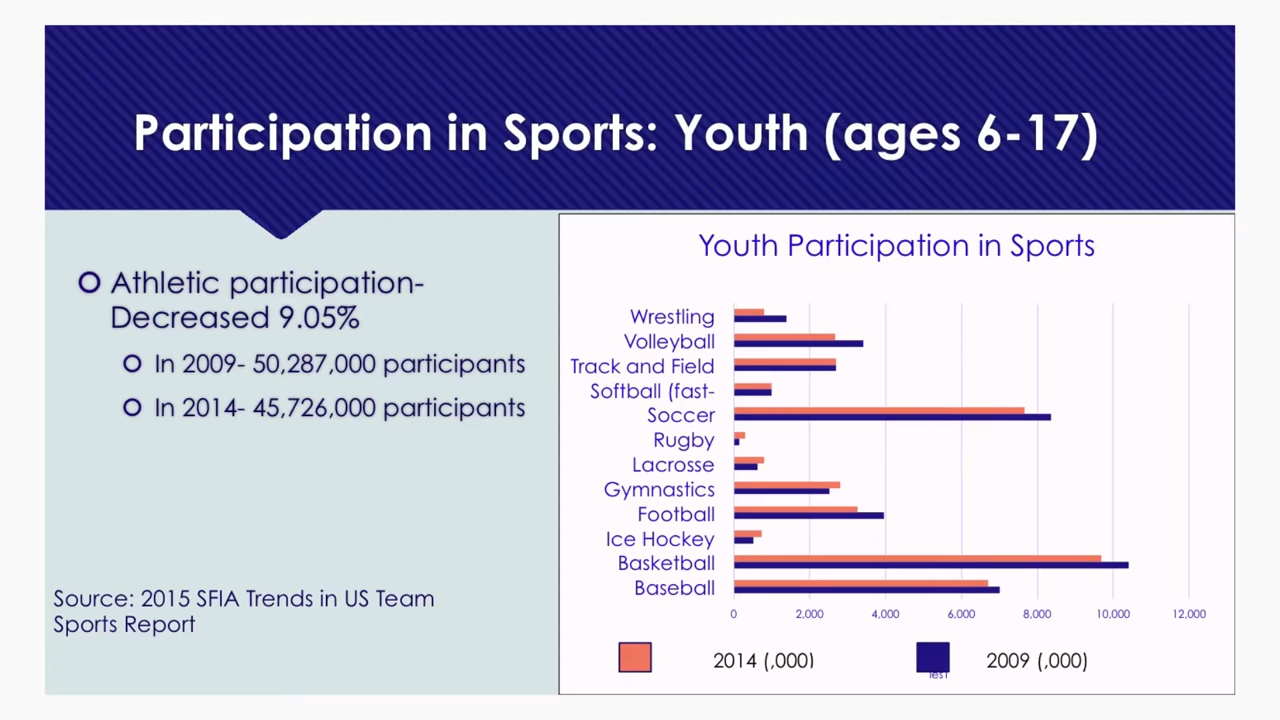 Participation in Sports: Youth (ages 6-17)
Athletic participation-
Decreased 9.05%
In 2009- 50,287,000 participants
In 2014- 45,726,000 participants
Source: 2015 SFIA Trends in US Team
Sports Report
Youth Participation in Sports
Wrestling
Volleyball
Track and Field
Softball (fast-
Soccer
Rugby
Lacrosse
Gymnastics
Football
Ice Hockey
Basketball
Baseball
0 2,000 4,000 6,000 8,000 10,000 12,000
2014 (,000) 2009 (,000)